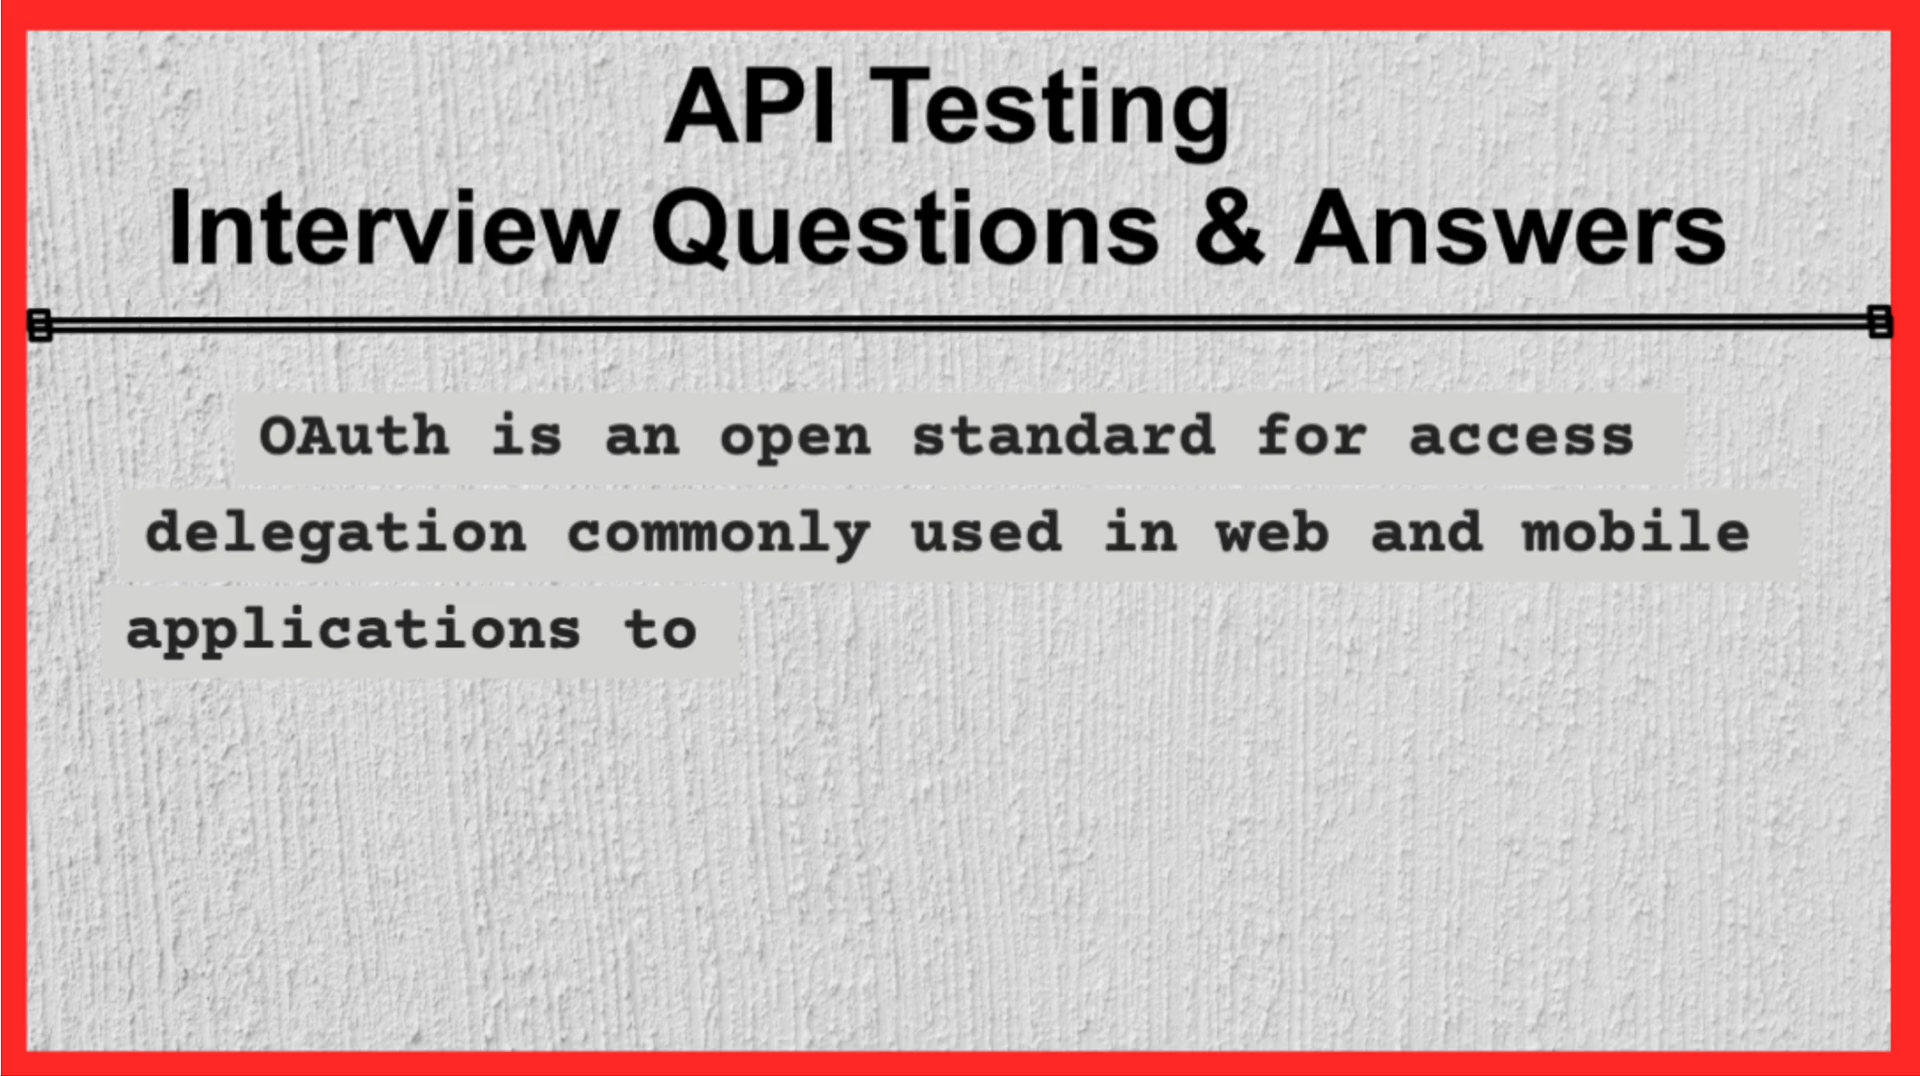 API Testing
Interview Questions & Answers
OAuth is an open standard for access
delegation commonly used in web and mobile
applications to